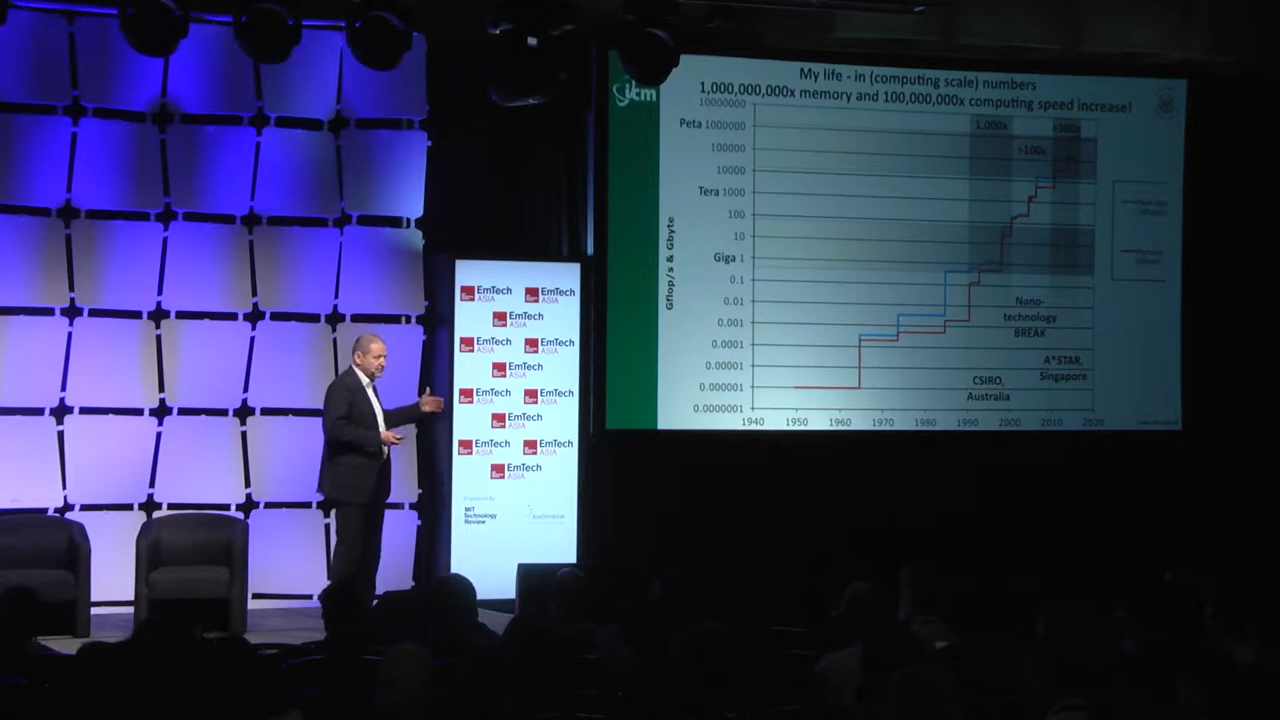 My life - in (computing scale) numbers
1,000,000,000x memory and 100,000,000x computing speed increase!
icm
10000000
Peta 1000000
100000
10000
Tera 1000
100
10
Giga 1
0.1
0.01
0.001
0.0001
0.00001
0.000001
0.0000001
Gflop/s & Gbyte
1940
1950
1960
1970
1980
1990
2000
2010
2020
1,000x
>100x
>100x
Nano-
technology
BREAK
A*STAR,
Singapore
CSIRO,
Australia
EmTech
ASIA
EmTech
ASIA
EmTech
ASIA
EmTech
ASIA
EmTech
ASIA
EmTech
ASIA
EmTech
ASIA
EmTech
ASIA
EmTech
ASIA
EmTech
ASIA
EmTech
ASIA
EmTech
ASIA
Organized By
MIT
Technology
Review